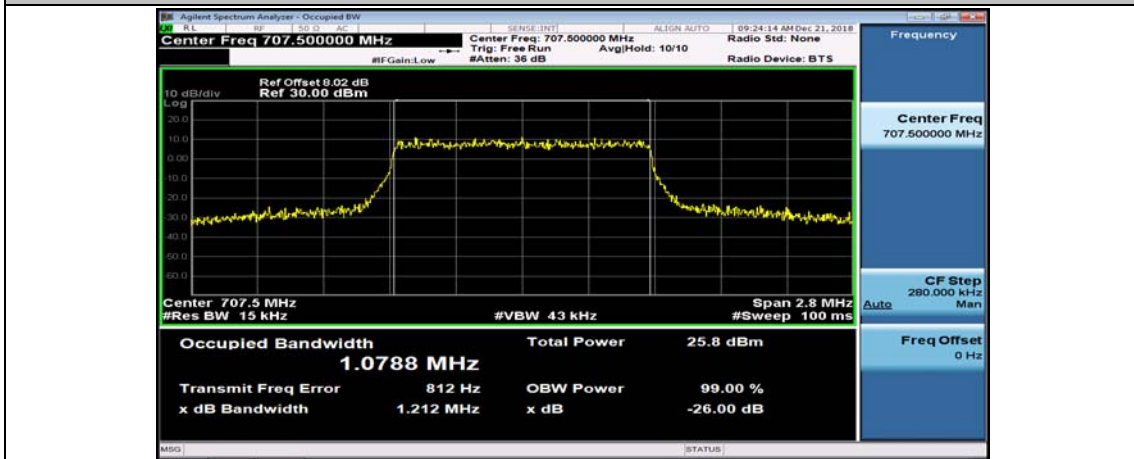 Agilent Spectrum Analyzer - Occupied BW
RL RF 50 Ω AC SENSE:INT ALIGN AUTO 09:24:14 AM Dec 21, 2018
Center Freq 707.500000 MHz
Center Freq: 707.500000 MHz
Radio Std: None
Trig: Free Run Avg|Hold: 10/10
#IFGain:Low #Atten: 36 dB Radio Device: BTS
Ref Offset 8.02 dB
10 dB/div Ref 30.00 dBm
Log
20.0
10.0
0.00
-10.0
-20.0
-30.0
-40.0
-50.0
-60.0
Center 707.5 MHz Span 2.8 MHz
#Res BW 15 kHz #VBW 43 kHz #Sweep 100 ms
Occupied Bandwidth Total Power 25.8 dBm
1.0788 MHz
Transmit Freq Error 812 Hz OBW Power 99.00 %
x dB Bandwidth 1.212 MHz x dB -26.00 dB
MSG STATUS
Frequency
Center Freq
707.500000 MHz
CF Step
280.000 kHz
Auto Man
Freq Offset
0 Hz